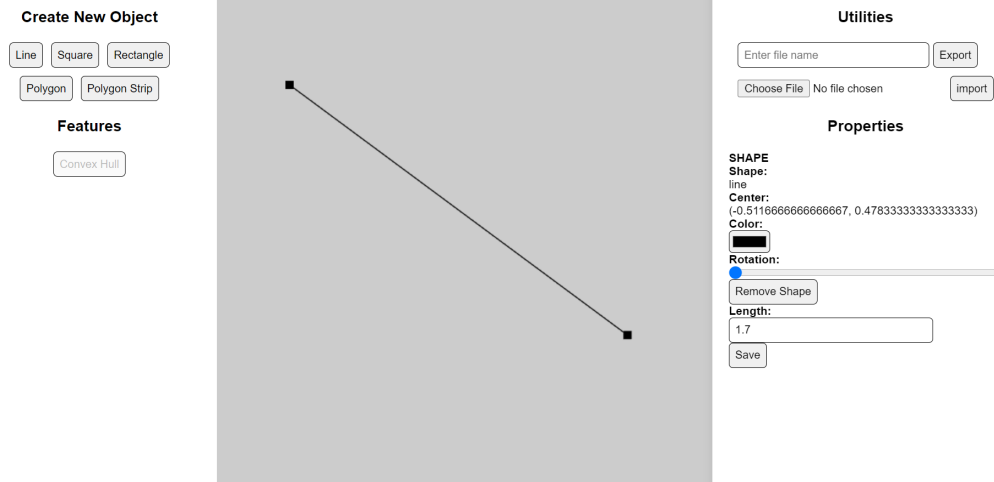 Create New Object
Line Square Rectangle
Polygon Polygon Strip
Features
Convex Hull
Utilities
Enter file name Export
Choose File No file chosen import
Properties
SHAPE
Shape:
line
Center:
(-0.5116666666666667, 0.47833333333333333)
Color:
Rotation:
Remove Shape
Length:
1.7
Save